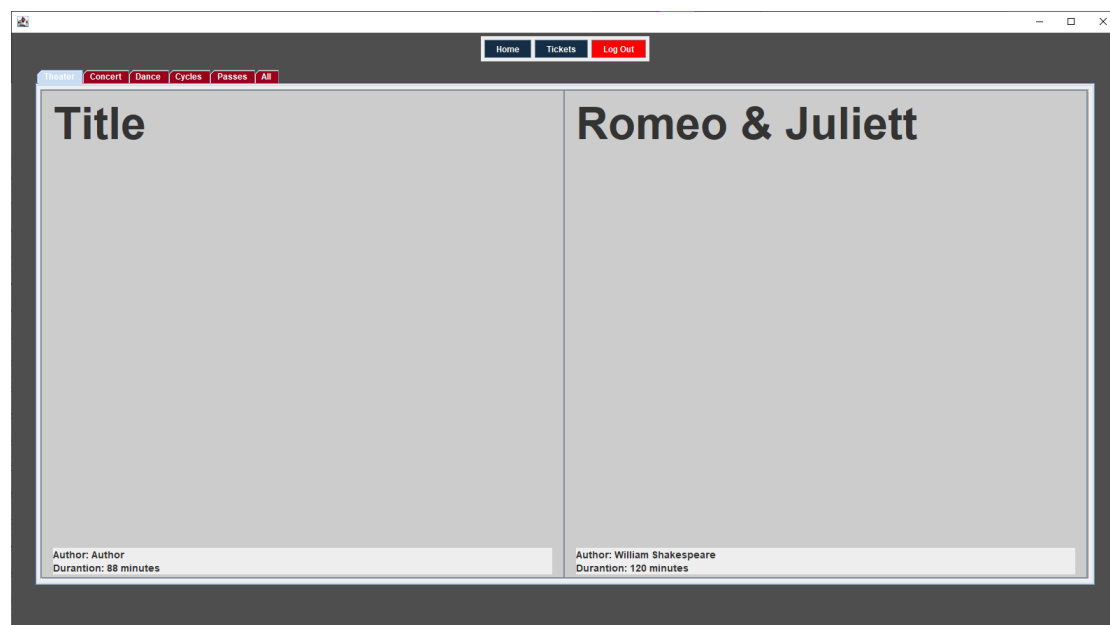 Home Tickets Log Out
Theater Concert Dance Cycles Passes All
Title
Romeo & Juliett
Author: Author
Durantion: 88 minutes
Author: William Shakespeare
Durantion: 120 minutes